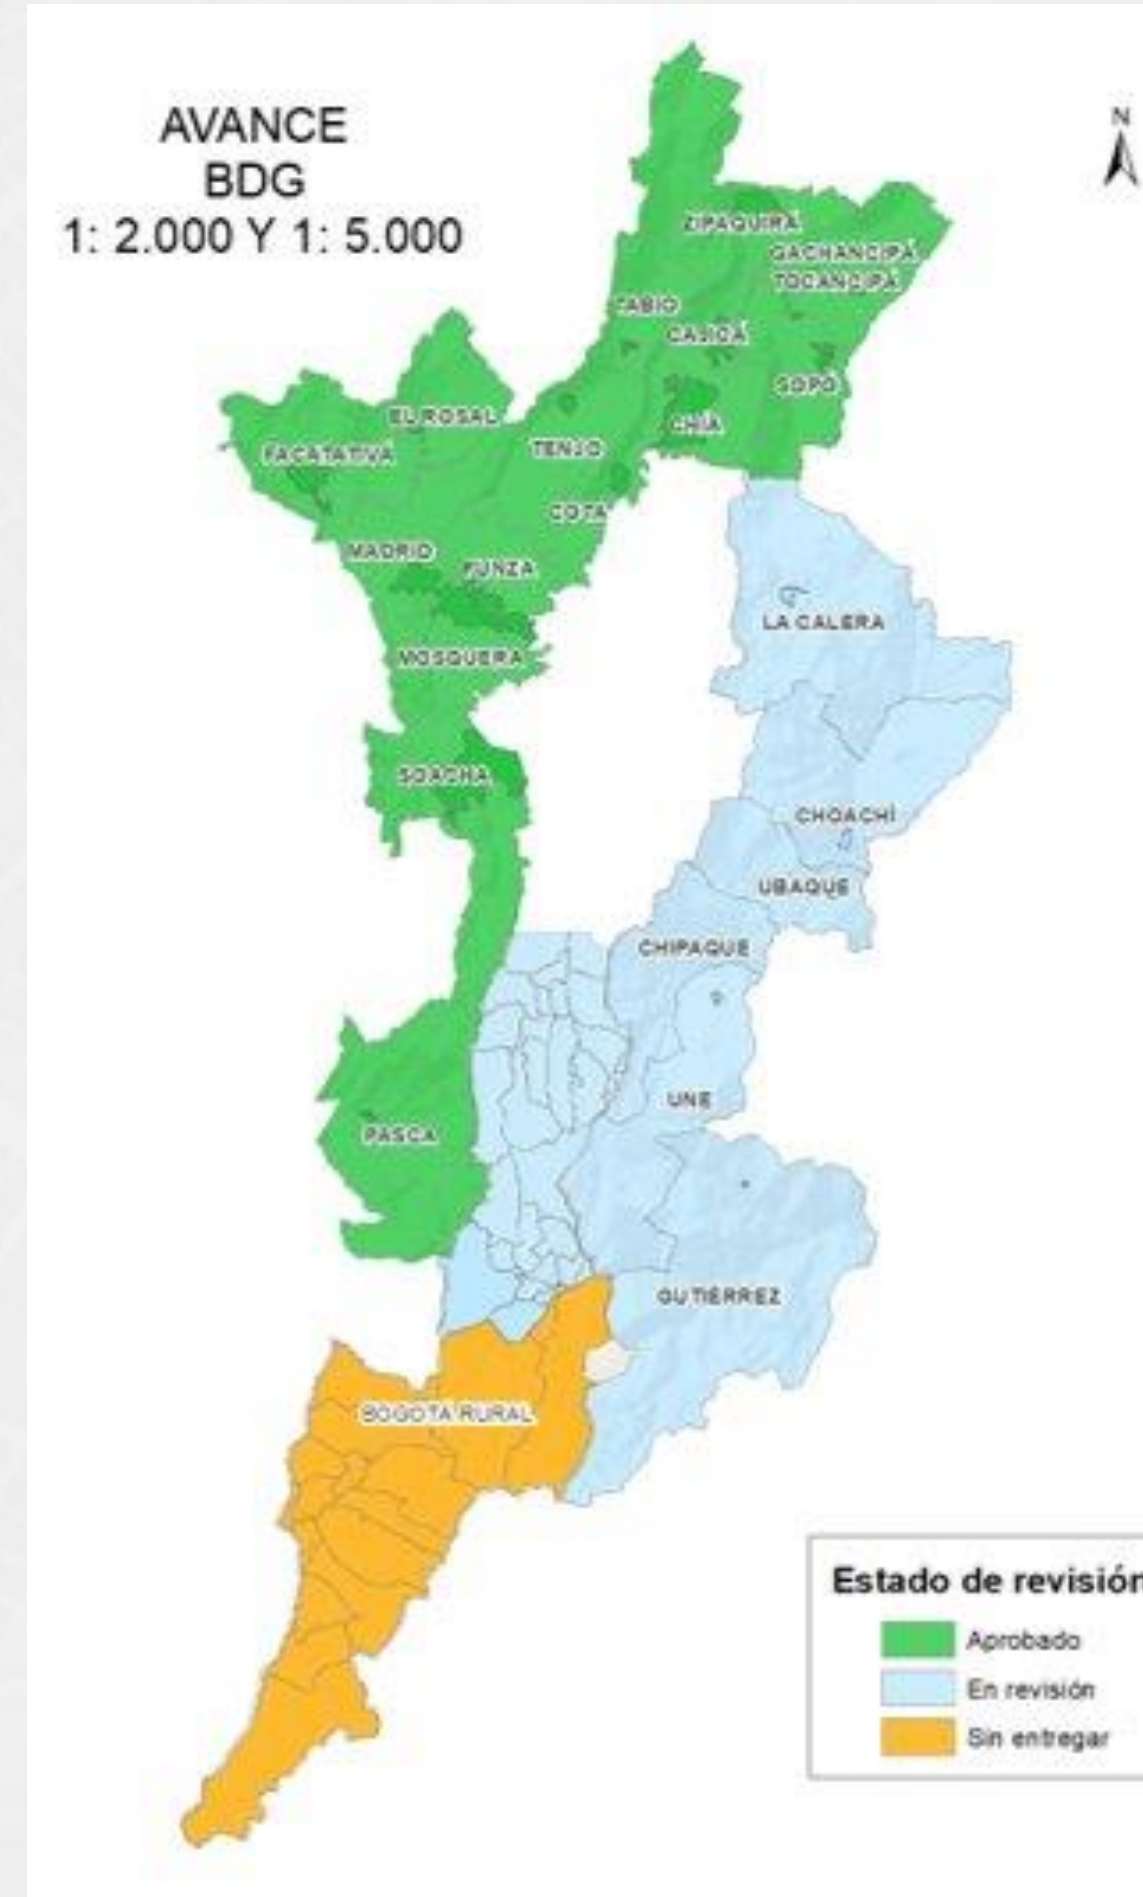 AVANCE
BDG
1: 2.000 Y 1: 5.000
N
ZIPAQUIRÁ
GACHANCIPÁ
TOCANCIPÁ
TABIO
CAJICÁ
SOPÓ
EL ROSAL
CHÍA
FACATATIVÁ
TENJO
COTA
MADRID
FUNZA
LA CALERA
MOSQUERA
SOACHA
CHOACHÍ
UBAQUE
CHIPAQUE
UNE
PASCA
GUTIÉRREZ
BOGOTÁ RURAL
Estado de revisión
Aprobado
En revisión
Sin entregar